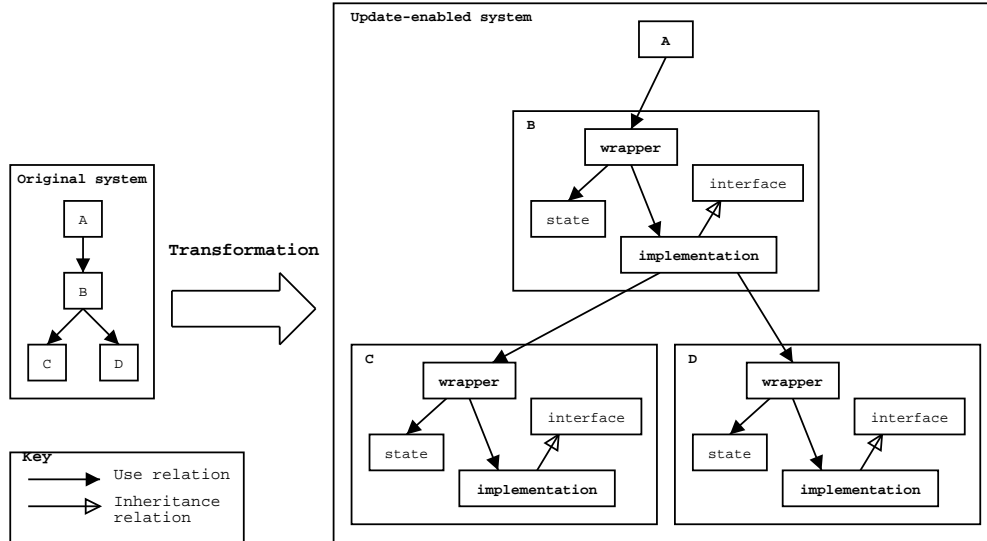 Original system
A
B
C
D
Transformation
Key
Use relation
Inheritance
relation
Update-enabled system
A
B
wrapper
interface
state
implementation
C
wrapper
interface
state
implementation
D
wrapper
interface
state
implementation